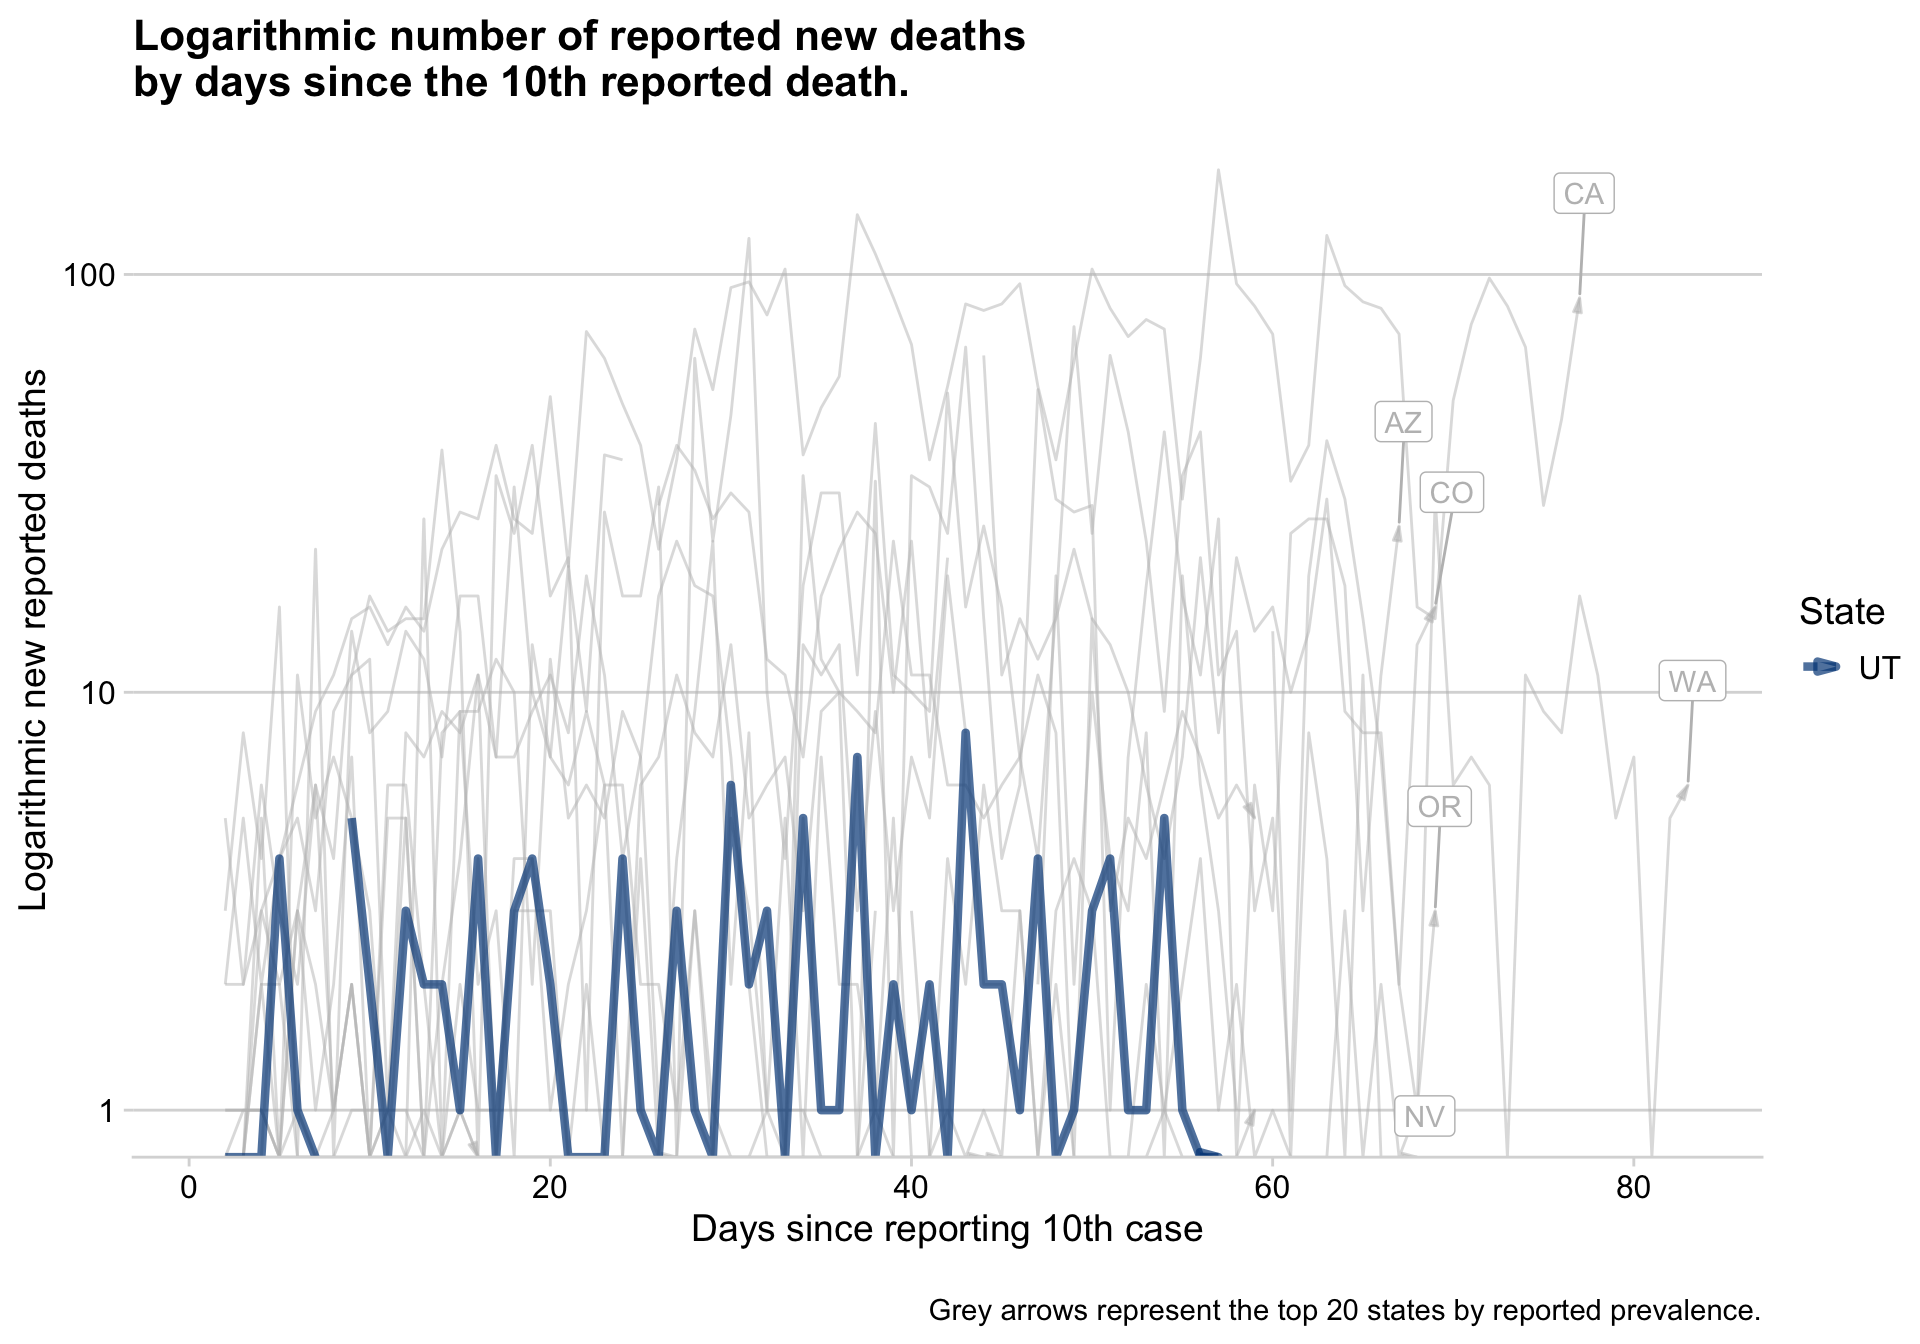 Logarithmic number of reported new deaths
by days since the 10th reported death.
Logarithmic new reported deaths
100
10
1
CA
AZ
CO
WA
OR
NV
State
UT
0 20 40 60 80
Days since reporting 10th case
Grey arrows represent the top 20 states by reported prevalence.